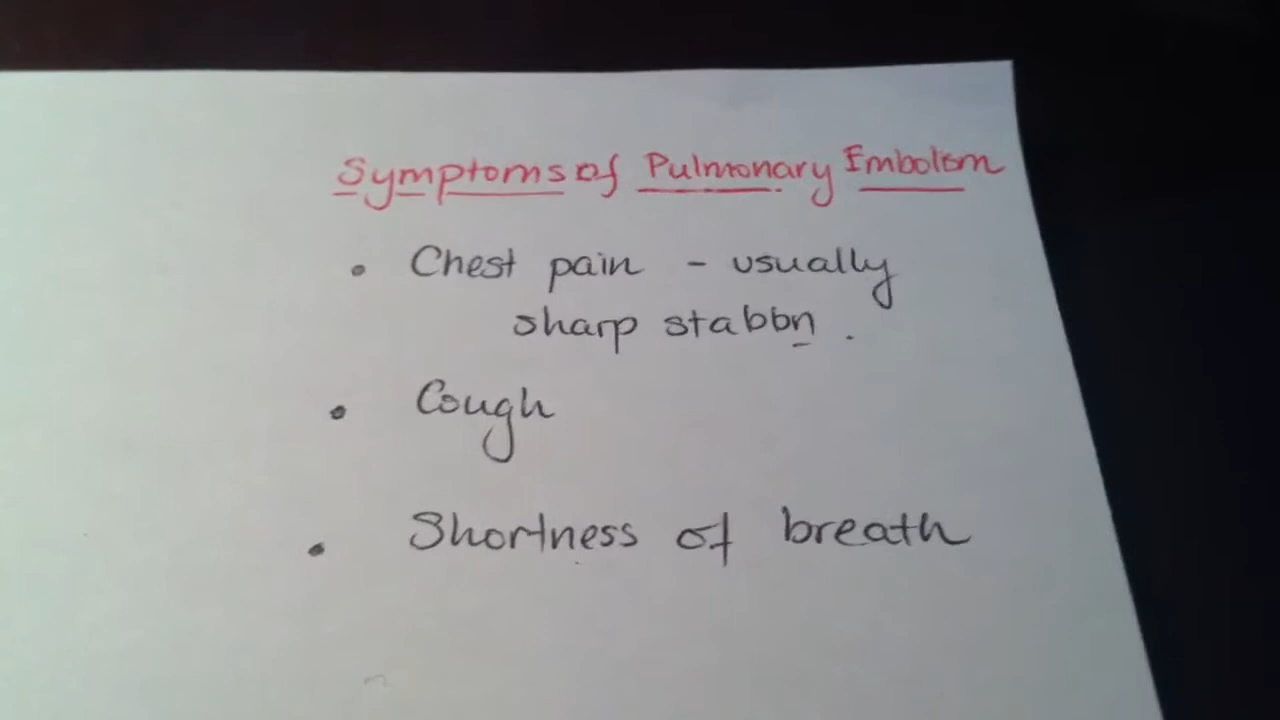 Symptoms of Pulmonary Embolism
• Chest pain - usually
sharp stabbn .
• Cough
• Shortness of breath